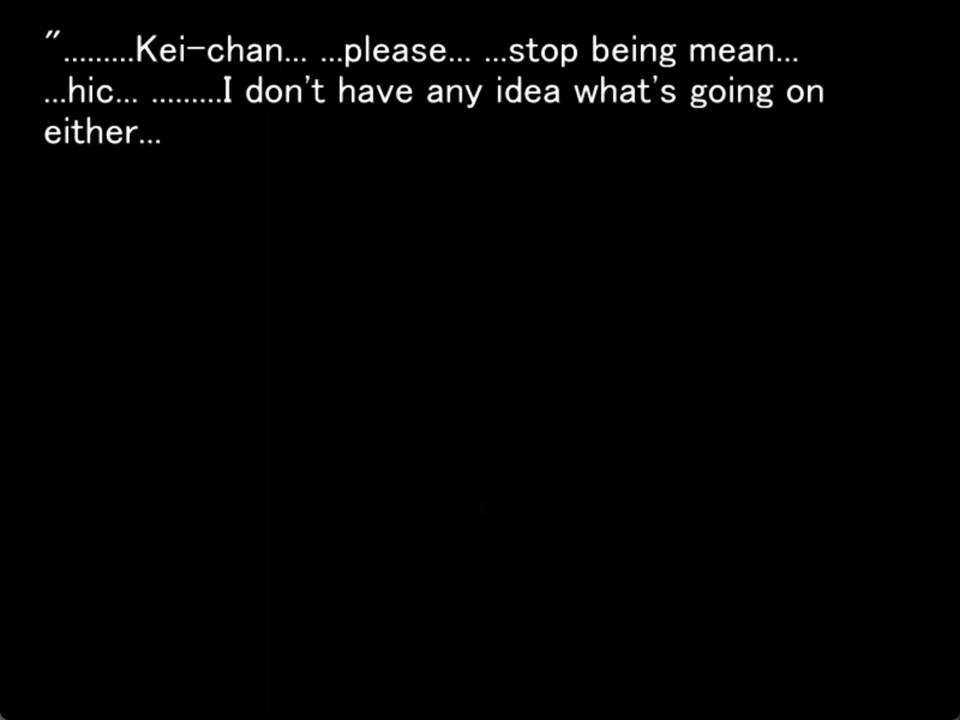 ".........Kei-chan... ...please... ...stop being mean...
...hic... .........I don't have any idea what's going on
either...